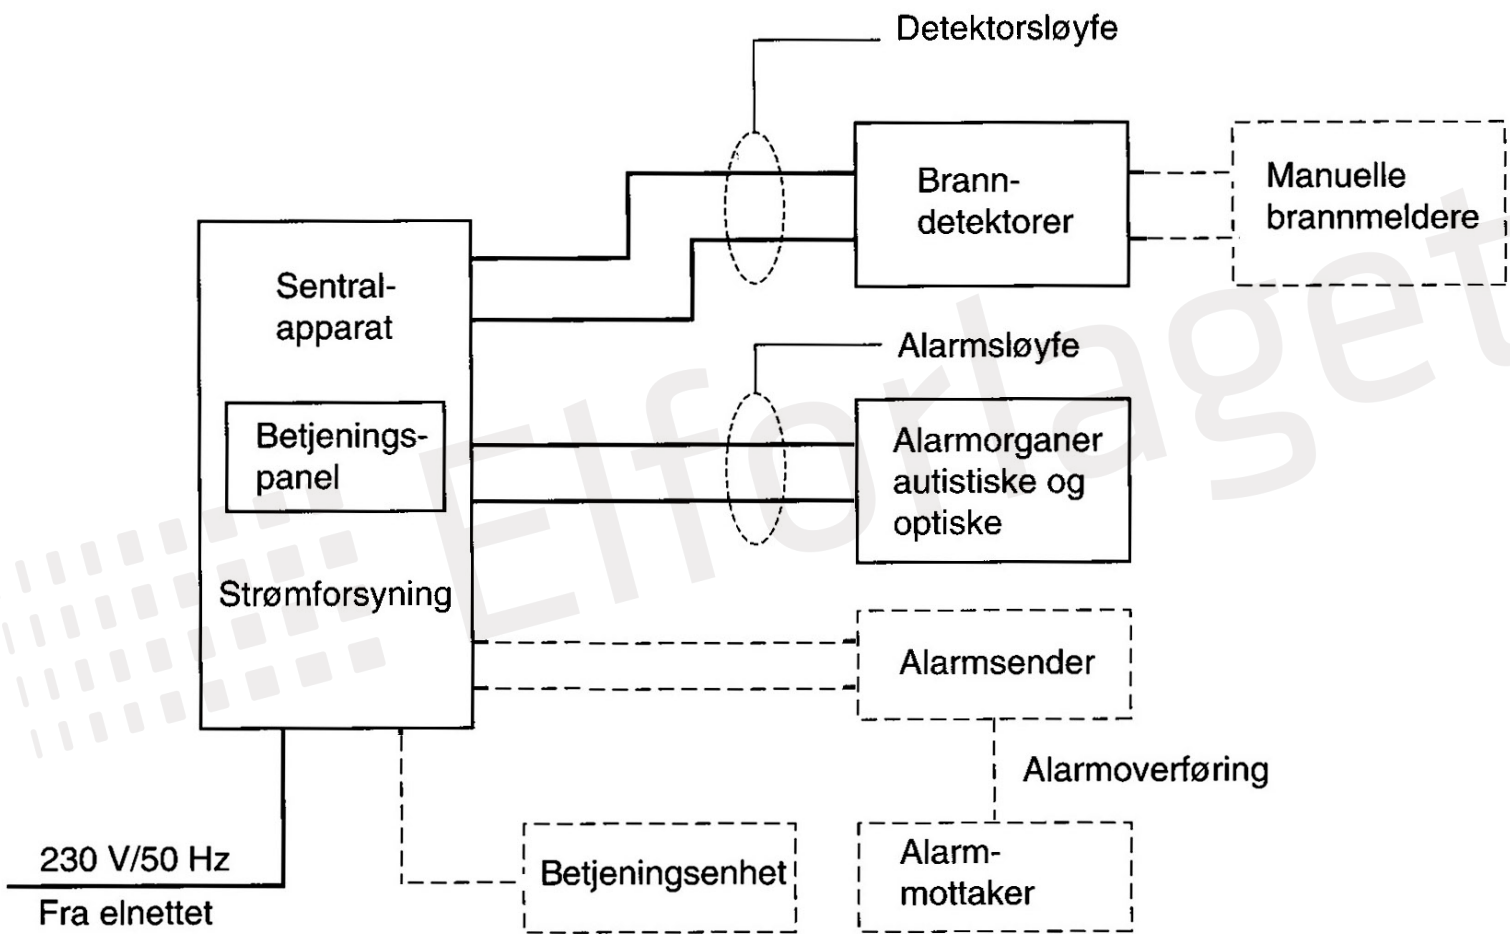 Detektorsløyfe
Brann-
detektorer
Manuelle
brannmeldere
Sentral-
apparat
Alarmsløyfe
Betjenings-
panel
Alarmorganer
autistiske og
optiske
Strømforsyning
Alarmsender
Alarmoverføring
230 V/50 Hz
Fra elnettet
Betjeningsenhet
Alarm-
mottaker
Elforlaget